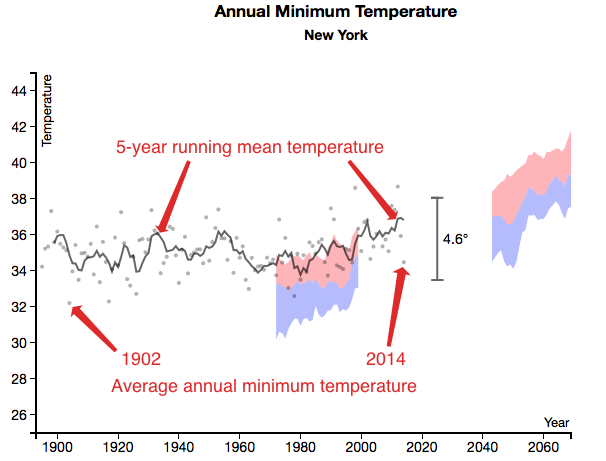 Annual Minimum Temperature
New York
Temperature
44
42
40
38
36
34
32
30
28
26
5-year running mean temperature
4.6°
1902
2014
Average annual minimum temperature
Year
1900 1920 1940 1960 1980 2000 2020 2040 2060